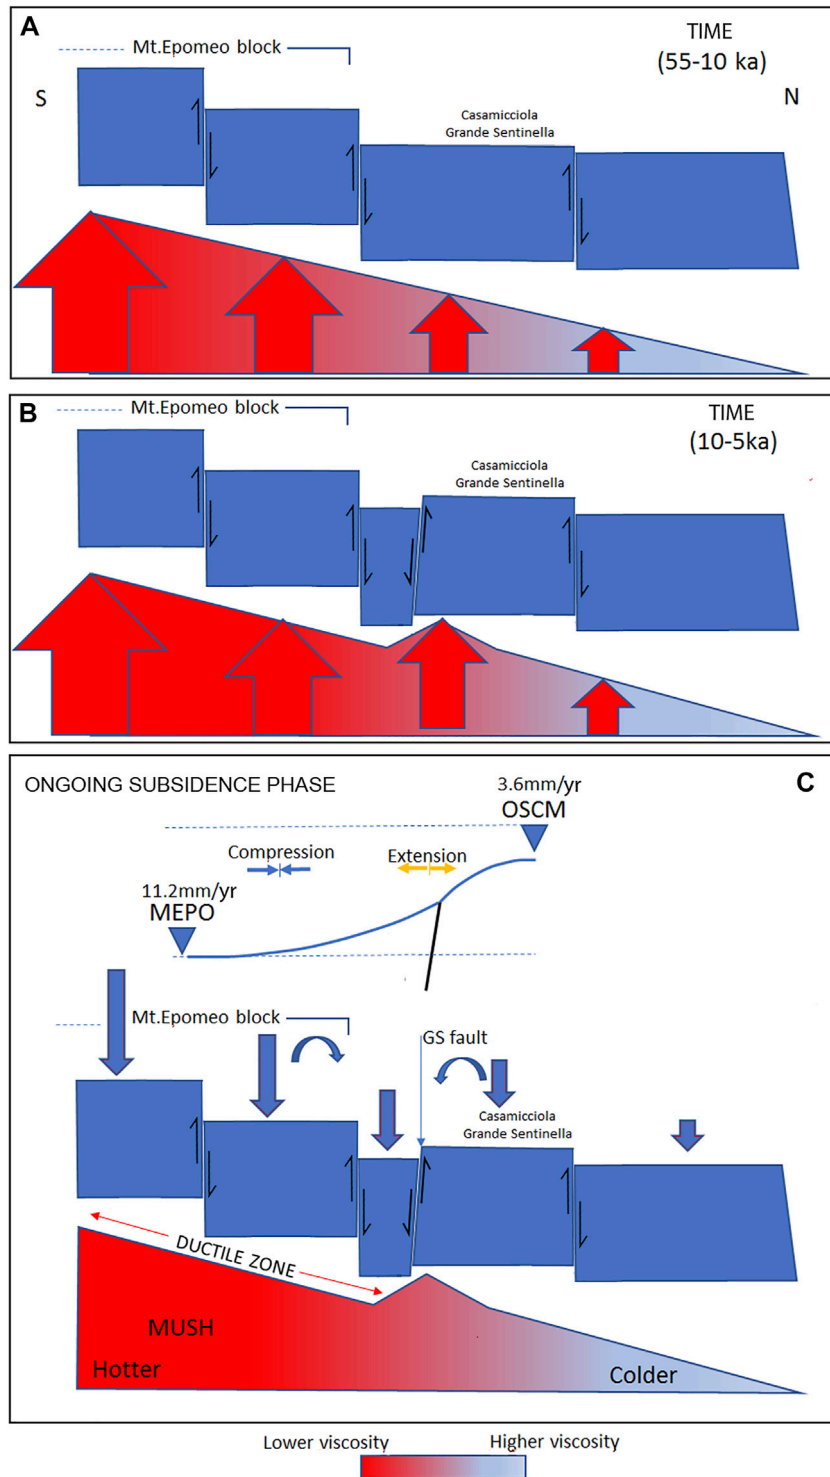 A
Mt.Epomeo block
TIME
(55-10 ka)
S
N
Casamicciola
Grande Sentinella
B
Mt.Epomeo block
TIME
(10-5ka)
Casamicciola
Grande Sentinella
ONGOING SUBSIDENCE PHASE
C
3.6mm/yr
OSCM
Compression
Extension
11.2mm/yr
MEPO
Mt.Epomeo block
GS fault
Casamicciola
Grande Sentinella
DUCTILE ZONE
MUSH
Hotter
Colder
Lower viscosity
Higher viscosity